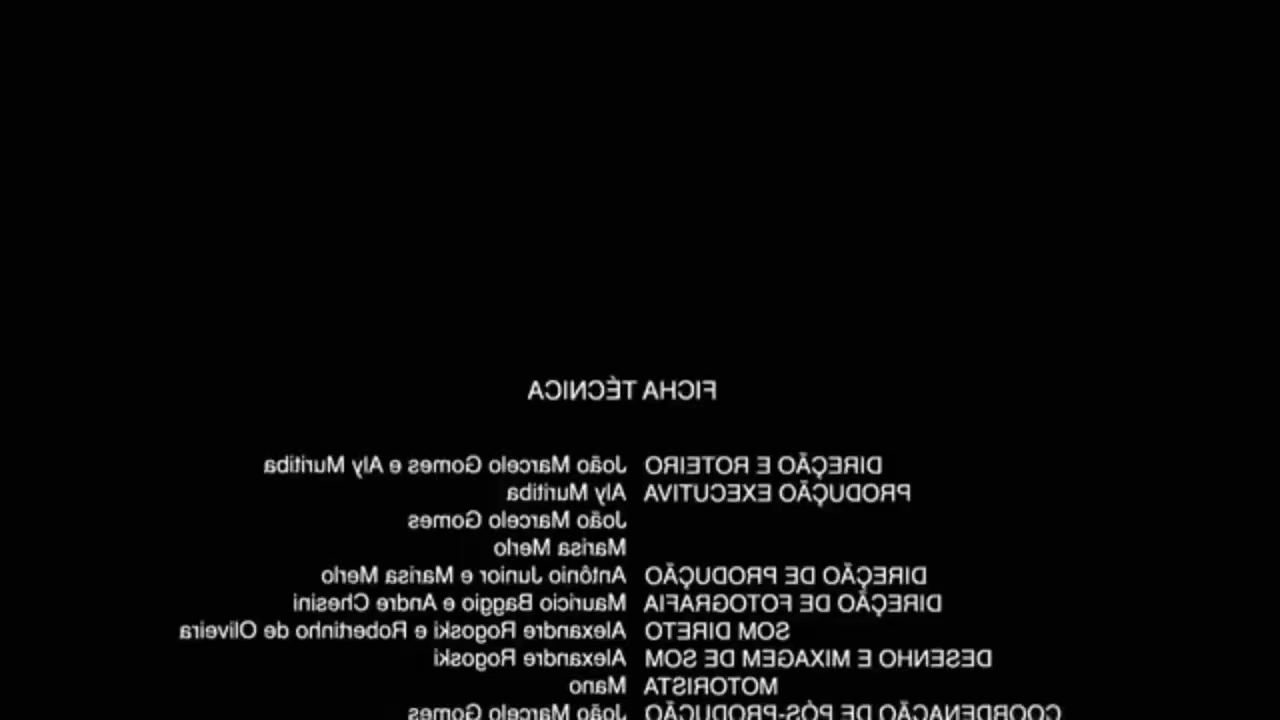 FICHA TÉCNICA
DIREÇÃO E ROTEIRO João Marcelo Gomes e Aly Muritiba
PRODUÇÃO EXECUTIVA Aly Muritiba
João Marcelo Gomes
Marisa Merlo
DIREÇÃO DE PRODUÇÃO Antônio Junior e Marisa Merlo
DIREÇÃO DE FOTOGRAFIA Mauricio Baggio e Andre Chesini
SOM DIRETO Alexandre Rogoski e Robertinho de Oliveira
DESENHO E MIXAGEM DE SOM Alexandre Rogoski
MOTORISTA Mano
COORDENAÇÃO DE PÓS-PRODUÇÃO João Marcelo Gomes